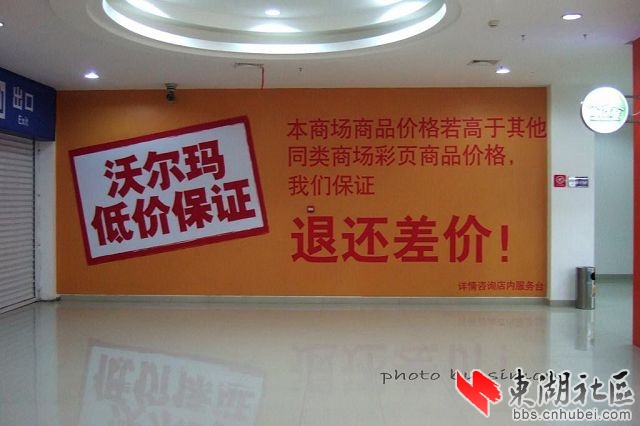 出口
Exit
沃尔玛
低价保证
本商场商品价格若高于其他
同类商场彩页商品价格，
我们保证
退还差价！
详情咨询店内服务台
photo by
東湖社区
bbs.cnhubei.com